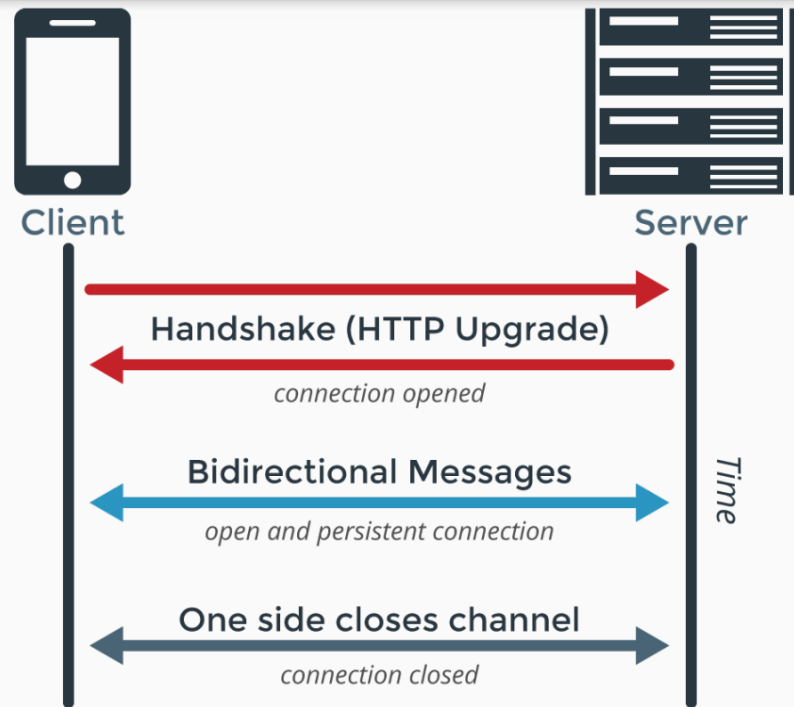 Client
Server
Handshake (HTTP Upgrade)
connection opened
Bidirectional Messages
open and persistent connection
Time
One side closes channel
connection closed